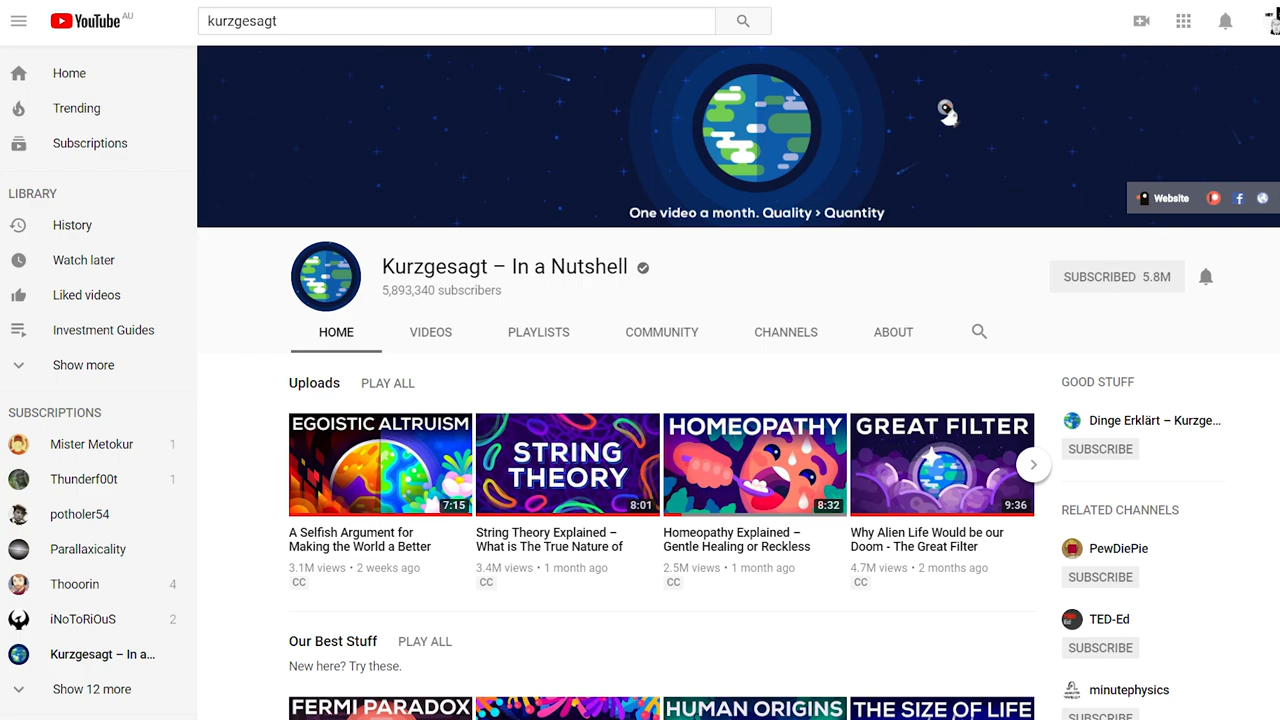 YouTube AU
kurzgesagt
Home
Trending
Subscriptions
LIBRARY
History
Watch later
Liked videos
Investment Guides
Show more
SUBSCRIPTIONS
Mister Metokur 1
Thunderf00t 1
potholer54
Parallaxicality
Thooorin 4
iNoToRiOuS 2
Kurzgesagt – In a...
Show 12 more
One video a month. Quality > Quantity
Website
Kurzgesagt – In a Nutshell
5,893,340 subscribers
SUBSCRIBED 5.8M
HOME VIDEOS PLAYLISTS COMMUNITY CHANNELS ABOUT
Uploads PLAY ALL
EGOISTIC ALTRUISM
7:15
A Selfish Argument for
Making the World a Better
3.1M views • 2 weeks ago
CC
STRING
THEORY
8:01
String Theory Explained –
What is The True Nature of
3.4M views • 1 month ago
CC
HOMEOPATHY
8:32
Homeopathy Explained –
Gentle Healing or Reckless
2.5M views • 1 month ago
CC
GREAT FILTER
9:36
Why Alien Life Would be our
Doom - The Great Filter
4.7M views • 2 months ago
CC
Our Best Stuff PLAY ALL
New here? Try these.
FERMI PARADOX
HUMAN ORIGINS
THE SIZE OF LIFE
GOOD STUFF
Dinge Erklärt – Kurzge...
SUBSCRIBE
RELATED CHANNELS
PewDiePie
SUBSCRIBE
TED-Ed
SUBSCRIBE
minutephysics
SUBSCRIBE